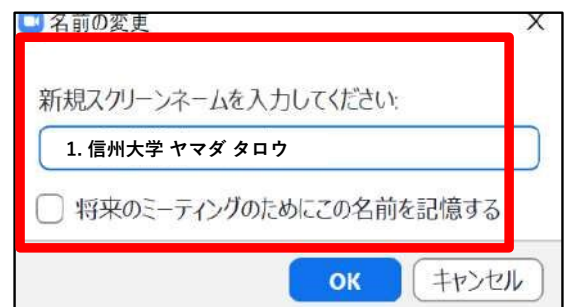 名前の変更 X
新規スクリーンネームを入力してください:
1. 信州大学 ヤマダ タロウ
将来のミーティングのためにこの名前を記憶する
OK キャンセル